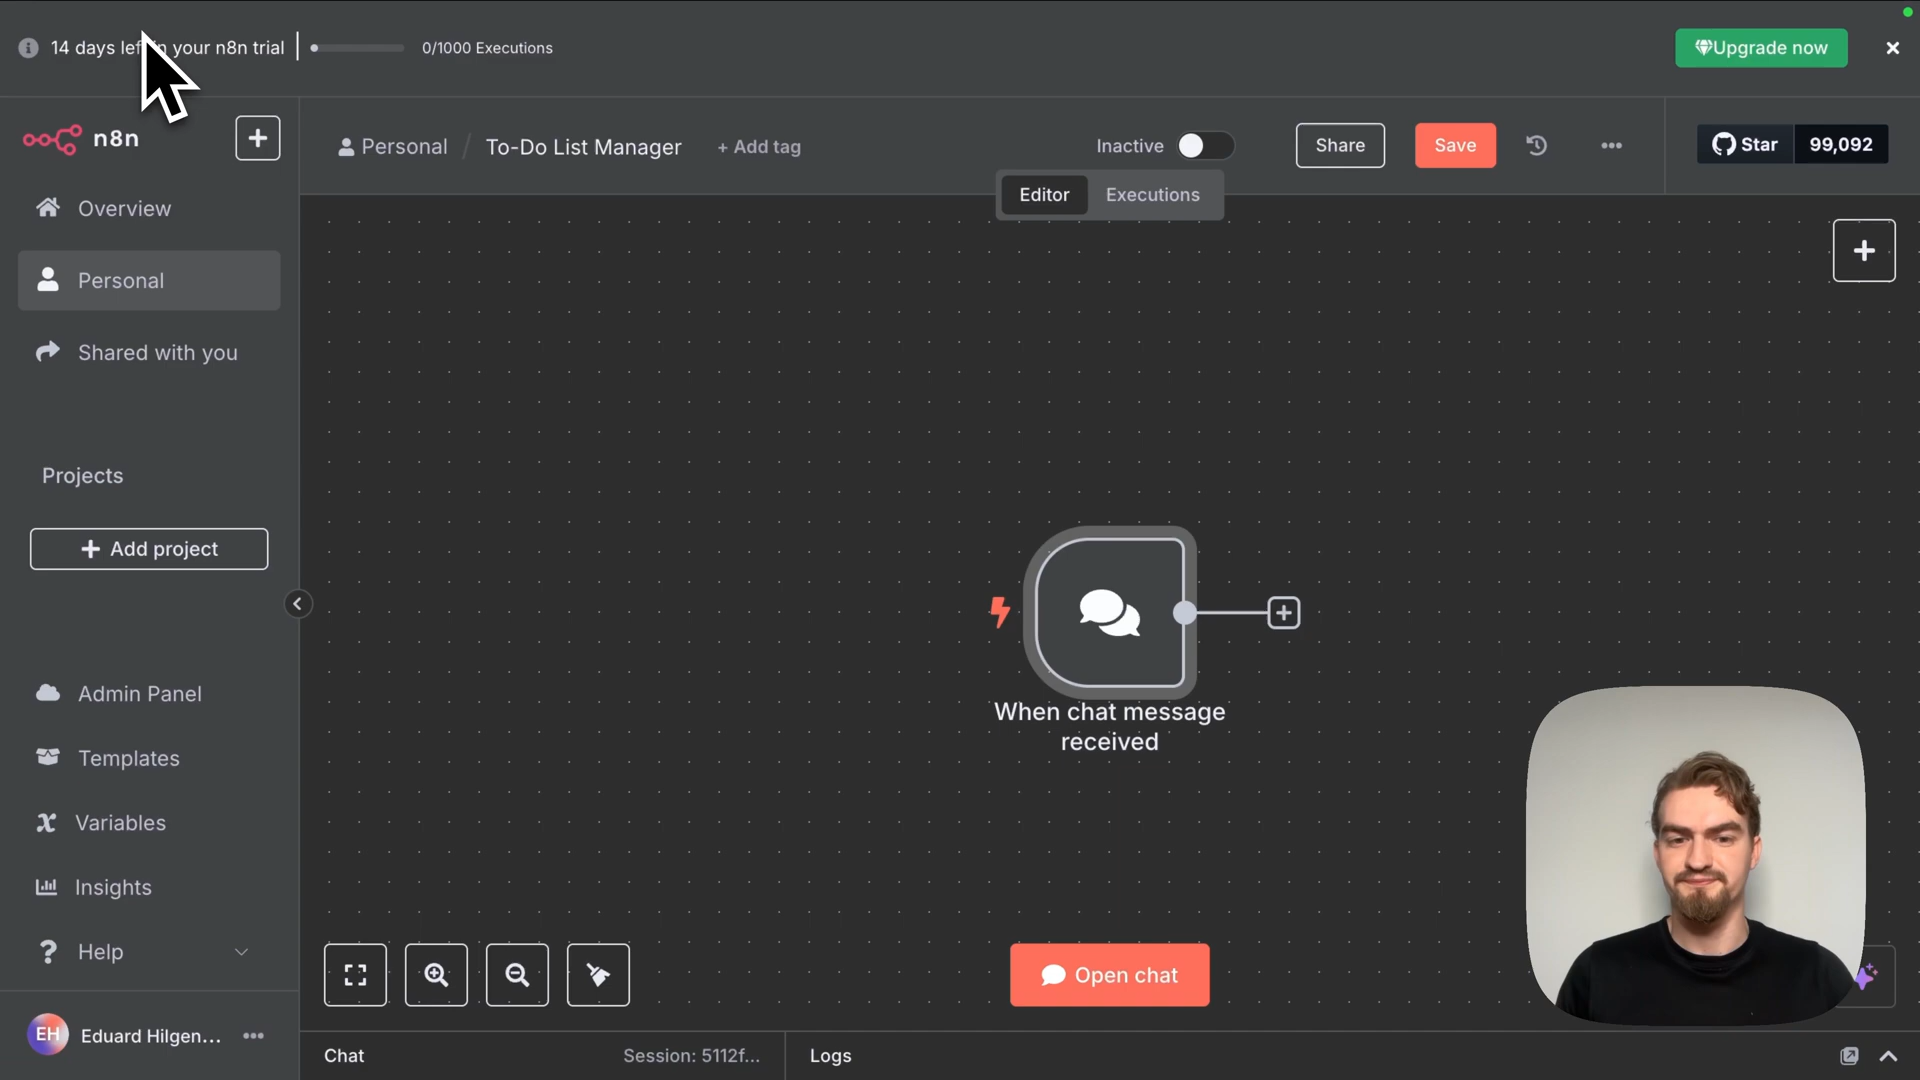 14 days left in your n8n trial
0/1000 Executions
Upgrade now
n8n
Personal / To-Do List Manager + Add tag
Inactive
Share
Save
Star 99,092
Editor Executions
Overview
Personal
Shared with you
Projects
Add project
When chat message
received
Admin Panel
Templates
Variables
Insights
Help
Open chat
EH Eduard Hilgen...
Chat
Session: 5112f...
Logs